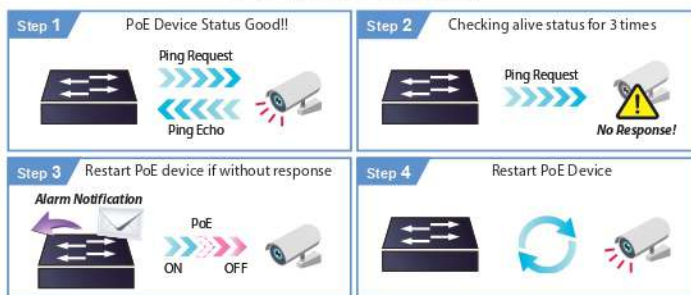 Step 1
PoE Device Status Good!!
Ping Request
Ping Echo
Step 2
Checking alive status for 3 times
Ping Request
No Response!
Step 3
Restart PoE device if without response
Alarm Notification
PoE
ON OFF
Step 4
Restart PoE Device